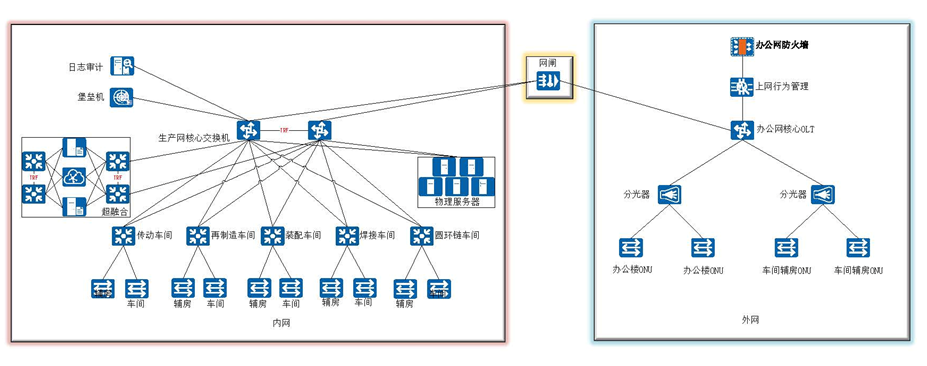 日志审计
堡垒机
生产网核心交换机
IRF
IRF
IRF
超融合
物理服务器
传动车间
再制造车间
装配车间
焊接车间
圆环链车间
车间
辅房
车间
辅房
车间
辅房
车间
辅房
内网
网闸
办公网防火墙
上网行为管理
办公网核心OLT
分光器
分光器
办公楼ONU
办公楼ONU
车间辅房ONU
车间辅房ONU
外网